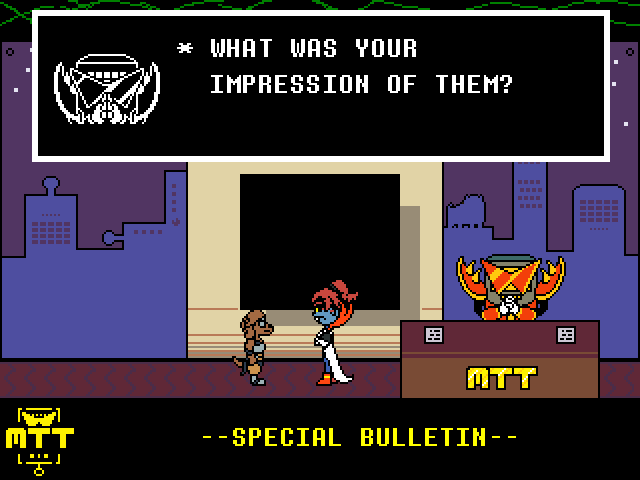 * WHAT WAS YOUR
IMPRESSION OF THEM?
MTT
MTT
--SPECIAL BULLETIN--